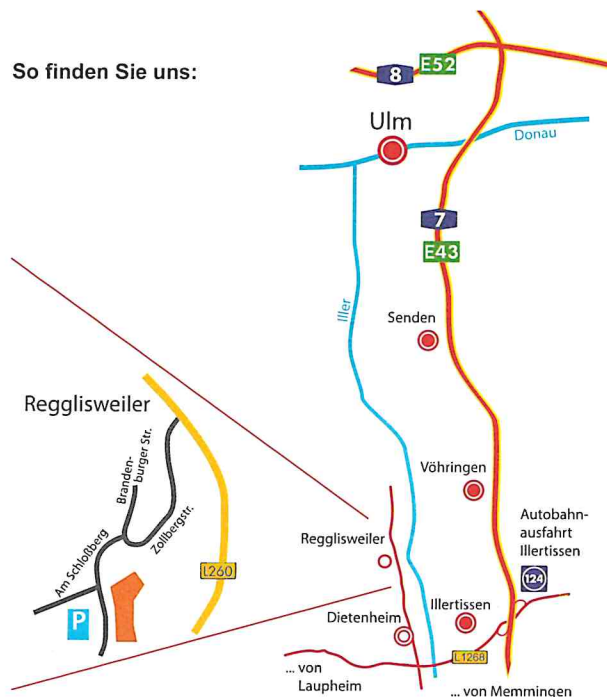 So finden Sie uns:
8
E52
Ulm
Donau
7
E43
Iller
Senden
Regglisweiler
Branden-
burger Str.
Zollbergstr.
Am Schloßberg
L260
P
Vöhringen
Autobahn-
ausfahrt
Illertissen
124
Regglisweiler
Dietenheim
Illertissen
L1268
... von
Laupheim
... von Memmingen